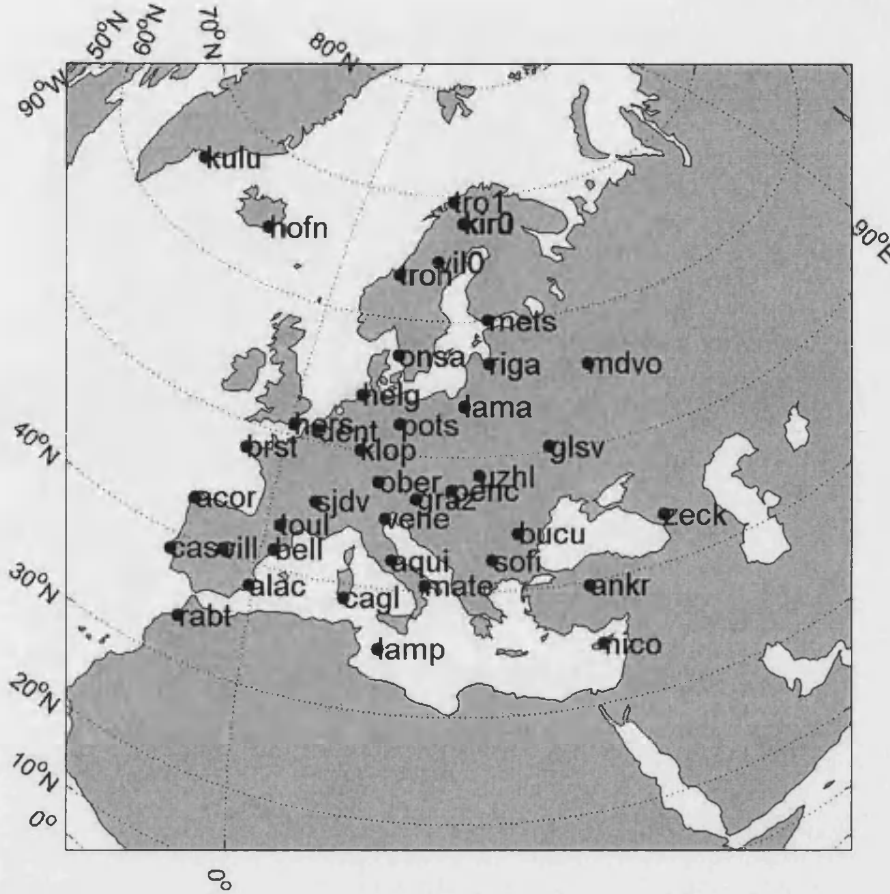 50°N 60°N 70°N 80°N
90°W
kulu
tro1
hofn
kir0
90°E
vil0
tron
mets
onsa
riga
mdvo
helg
lama
hers
dent
pots
brst
klop
glsv
40°N
ober
uzhl
penc
acor
sjdv
graz
zeck
toul
vene
bucu
casc
vill
bell
aqui
sofi
30°N
alac
cagl
mate
ankr
rabt
lamp
nico
20°N
10°N
0°
0°